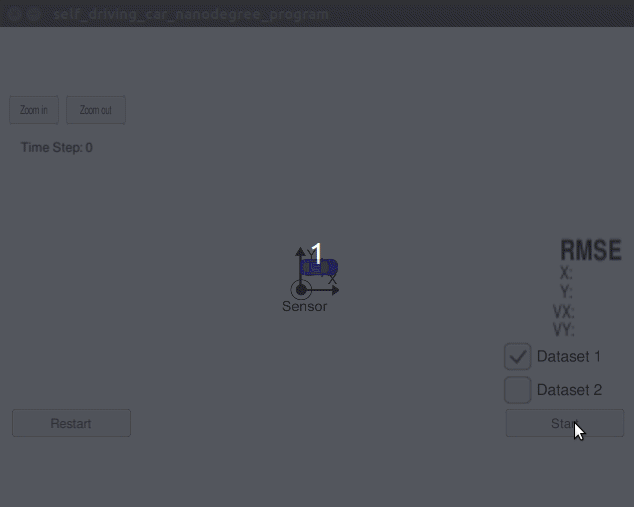 self_driving_car_nanodegree_program
Zoom in
Zoom out
Time Step: 0
1
Y
X
Sensor
RMSE
X:
Y:
VX:
VY:
Dataset 1
Dataset 2
Restart
Start